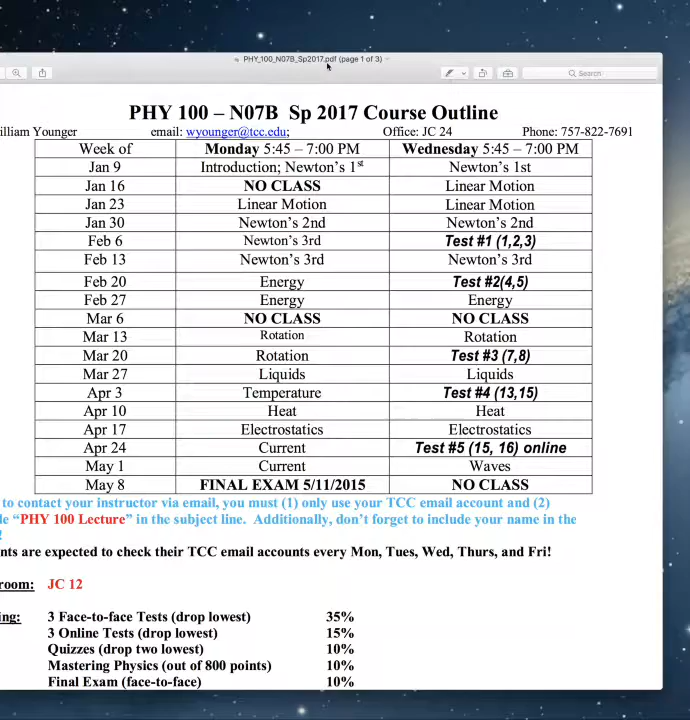 PHY_100_N07B_Sp2017.pdf (page 1 of 3)
Search
PHY 100 – N07B Sp 2017 Course Outline
illiam Younger email: wyounger@tcc.edu; Office: JC 24 Phone: 757-822-7691
Week of Monday 5:45 – 7:00 PM Wednesday 5:45 – 7:00 PM
Jan 9 Introduction; Newton's 1st Newton's 1st
Jan 16 NO CLASS Linear Motion
Jan 23 Linear Motion Linear Motion
Jan 30 Newton's 2nd Newton's 2nd
Feb 6 Newton's 3rd Test #1 (1,2,3)
Feb 13 Newton's 3rd Newton's 3rd
Feb 20 Energy Test #2(4,5)
Feb 27 Energy Energy
Mar 6 NO CLASS NO CLASS
Mar 13 Rotation Rotation
Mar 20 Rotation Test #3 (7,8)
Mar 27 Liquids Liquids
Apr 3 Temperature Test #4 (13,15)
Apr 10 Heat Heat
Apr 17 Electrostatics Electrostatics
Apr 24 Current Test #5 (15, 16) online
May 1 Current Waves
May 8 FINAL EXAM 5/11/2015 NO CLASS
to contact your instructor via email, you must (1) only use your TCC email account and (2)
le “PHY 100 Lecture” in the subject line. Additionally, don't forget to include your name in the
!
nts are expected to check their TCC email accounts every Mon, Tues, Wed, Thurs, and Fri!
room: JC 12
ing: 3 Face-to-face Tests (drop lowest) 35%
3 Online Tests (drop lowest) 15%
Quizzes (drop two lowest) 10%
Mastering Physics (out of 800 points) 10%
Final Exam (face-to-face) 10%